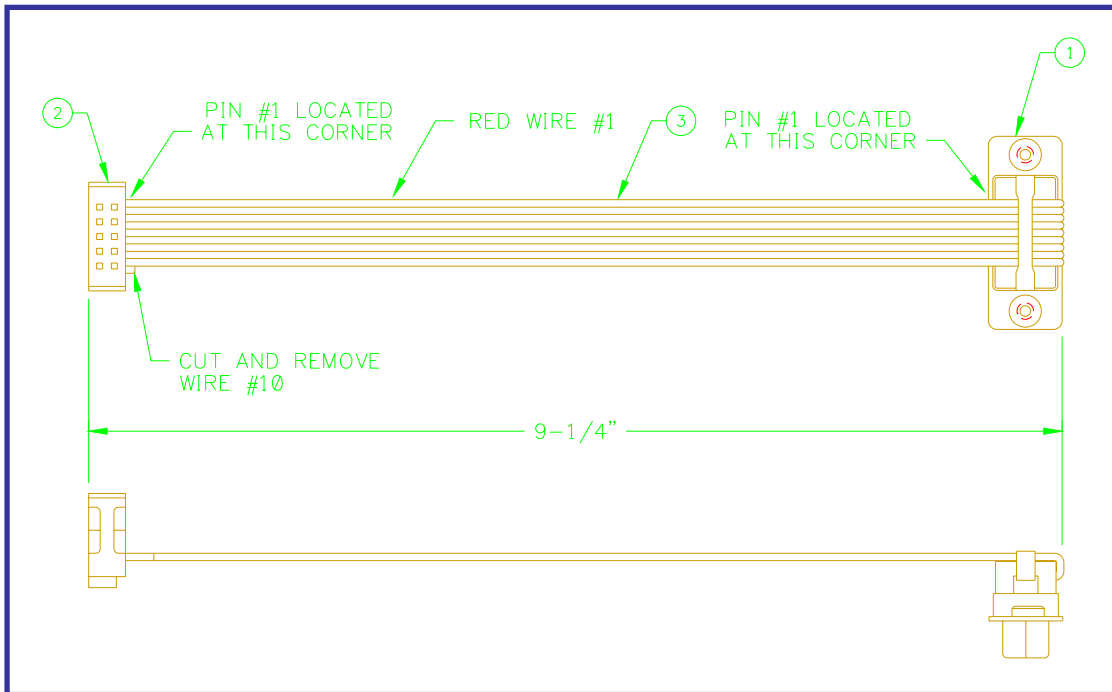 1
2
PIN #1 LOCATED
AT THIS CORNER
RED WIRE #1
3
PIN #1 LOCATED
AT THIS CORNER
CUT AND REMOVE
WIRE #10
9-1/4"